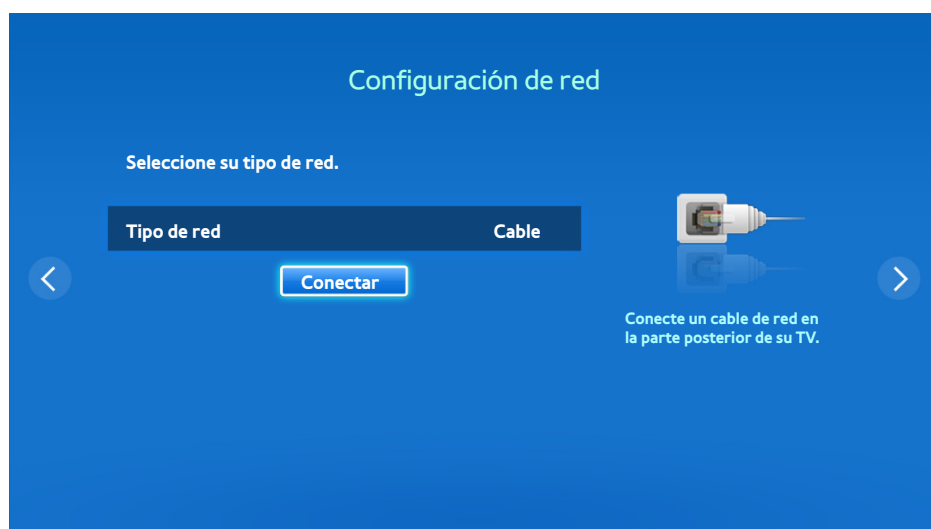 Configuración de red
Seleccione su tipo de red.
Tipo de red Cable
Conectar
Conecte un cable de red en
la parte posterior de su TV.